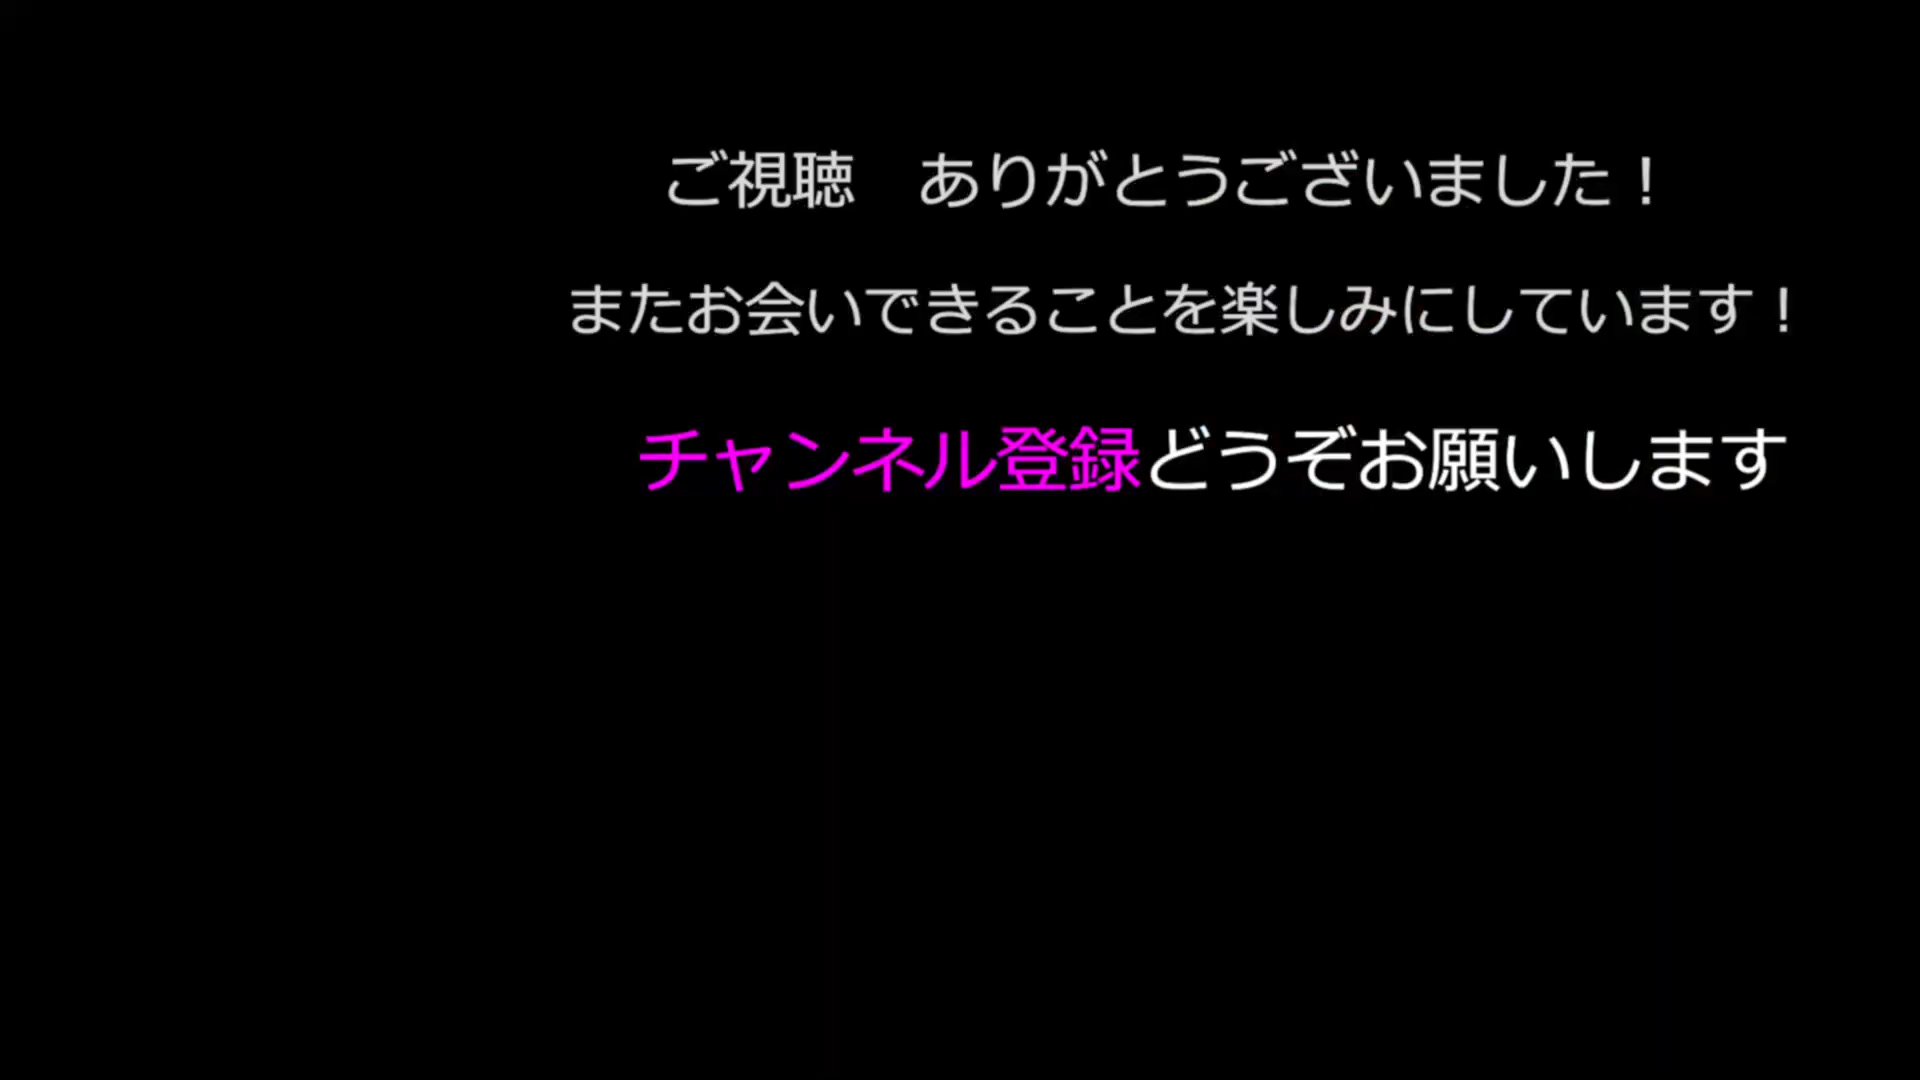 ご視聴　ありがとうございました！
またお会いできることを楽しみにしています！
チャンネル登録どうぞお願いします